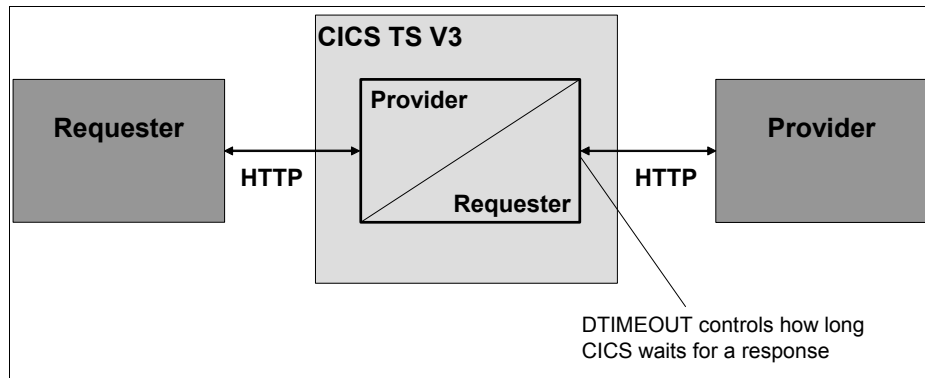 CICS TS V3
Requester
Provider
Requester
Provider
HTTP
HTTP
DTIMEOUT controls how long
CICS waits for a response